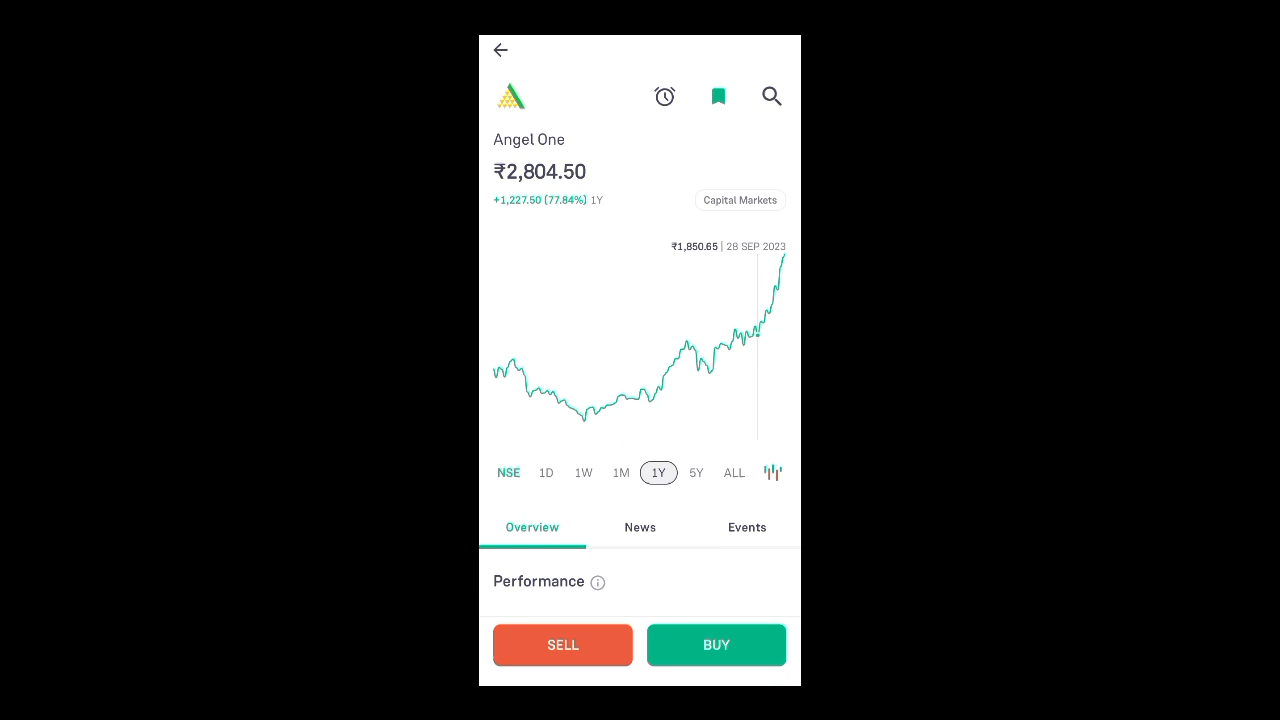 Angel One
₹2,804.50
+1,227.50 (77.84%) 1Y
Capital Markets
₹1,850.65 | 28 SEP 2023
NSE 1D 1W 1M 1Y 5Y ALL
Overview News Events
Performance
SELL BUY